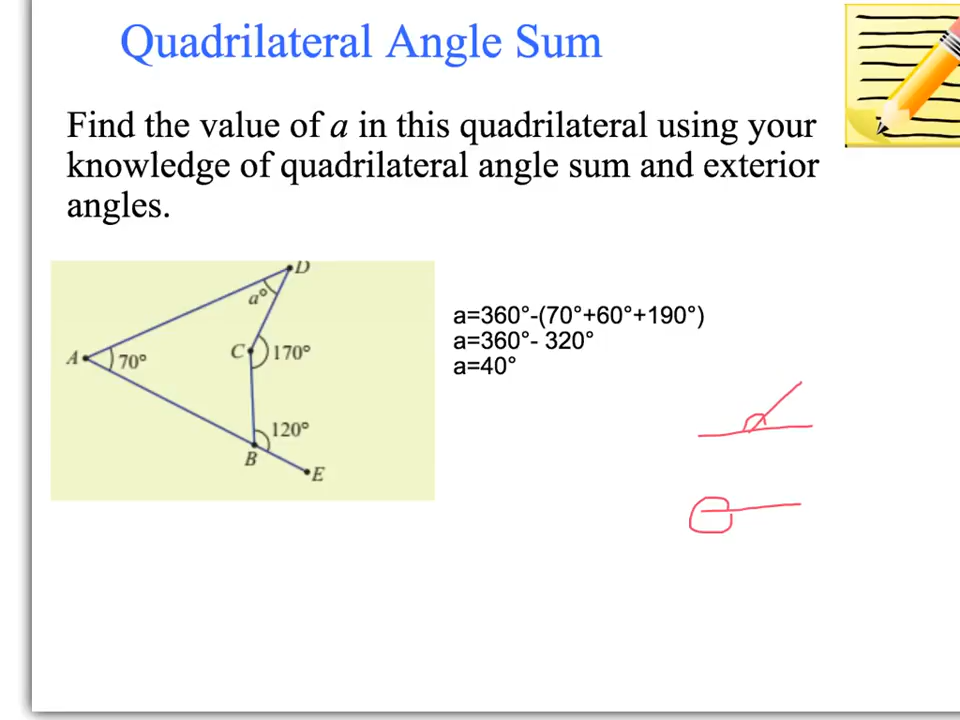 Quadrilateral Angle Sum
Find the value of a in this quadrilateral using your
knowledge of quadrilateral angle sum and exterior
angles.
D
a°
A
70°
C
170°
120°
B
E
a=360°-(70°+60°+190°)
a=360°- 320°
a=40°